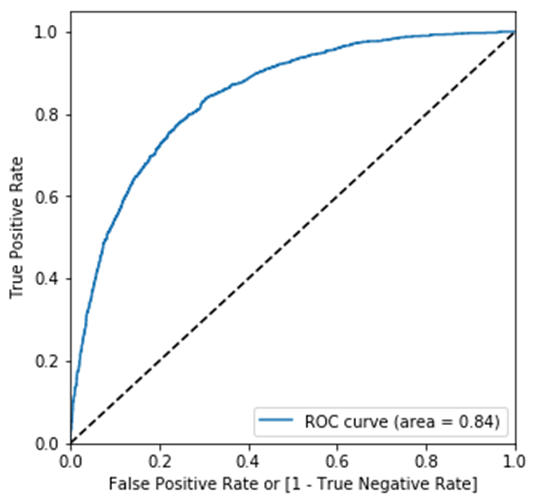 1.0
0.8
0.6
0.4
0.2
0.0
True Positive Rate
ROC curve (area = 0.84)
0.0 0.2 0.4 0.6 0.8 1.0
False Positive Rate or [1 - True Negative Rate]